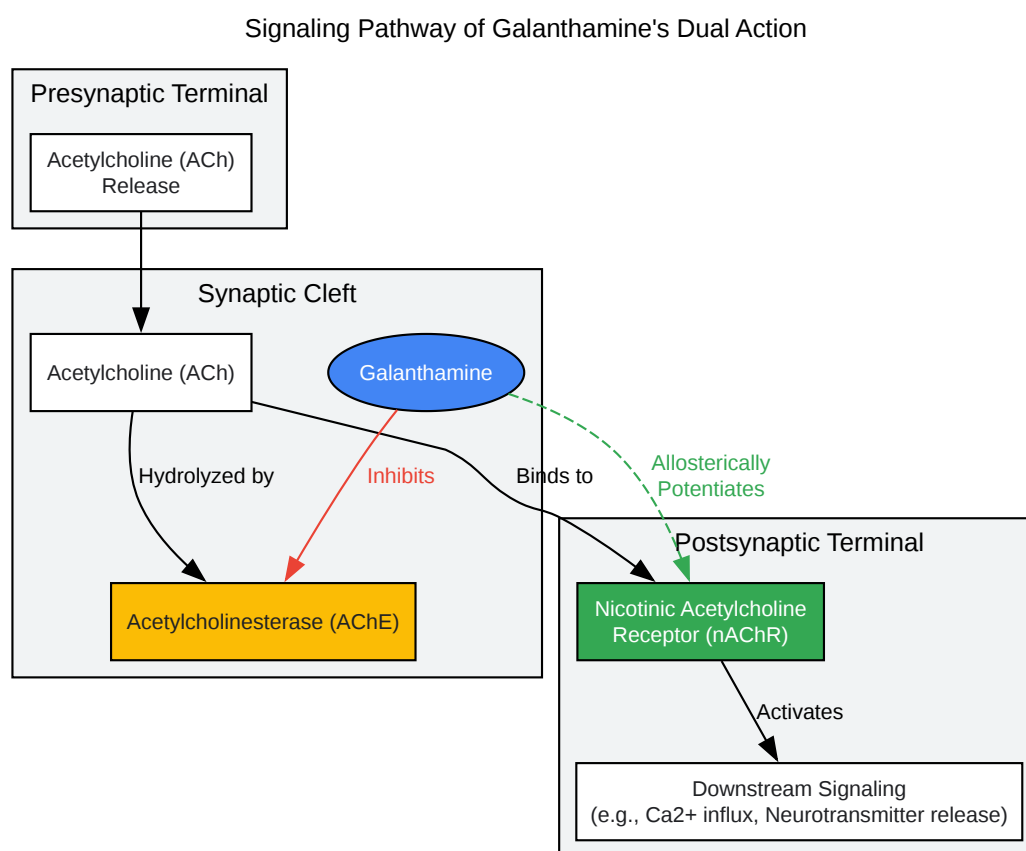 Signaling Pathway of Galanthamine's Dual Action
Presynaptic Terminal
Acetylcholine (ACh)
Release
Synaptic Cleft
Acetylcholine (ACh)
Galanthamine
Hydrolyzed by
Inhibits
Binds to
Allosterically
Potentiates
Postsynaptic Terminal
Acetylcholinesterase (AChE)
Nicotinic Acetylcholine
Receptor (nAChR)
Activates
Downstream Signaling
(e.g., Ca2+ influx, Neurotransmitter release)